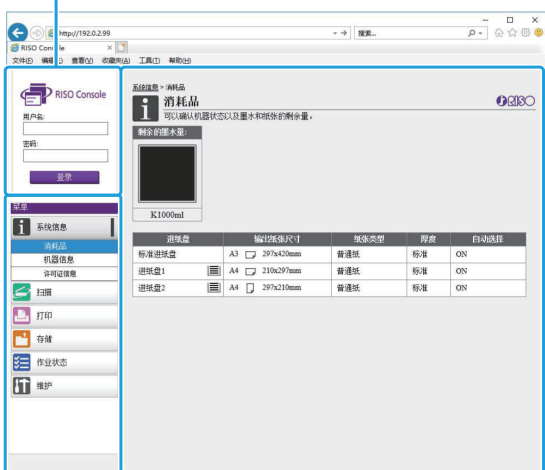 http://192.0.2.99
搜索...
RISO Con le
文件(F) 编辑 ) 查看(V) 收藏夹(A) 工具(T) 帮助(H)
RISO Console
用户名:
密码:
登录
菜单
系统信息
消耗品
机器信息
许可证信息
扫描
打印
存储
作业状态
维护
系统信息 > 消耗品
消耗品
可以确认机器状态以及墨水和纸张的剩余量。
RISO
剩余的墨水量:
K1000ml
进纸盘 输出纸张尺寸 纸张类型 厚度 自动选择
标准进纸盘 A3 297x420mm 普通纸 标准 ON
进纸盘1 A4 210x297mm 普通纸 标准 ON
进纸盘2 A4 297x210mm 普通纸 标准 ON